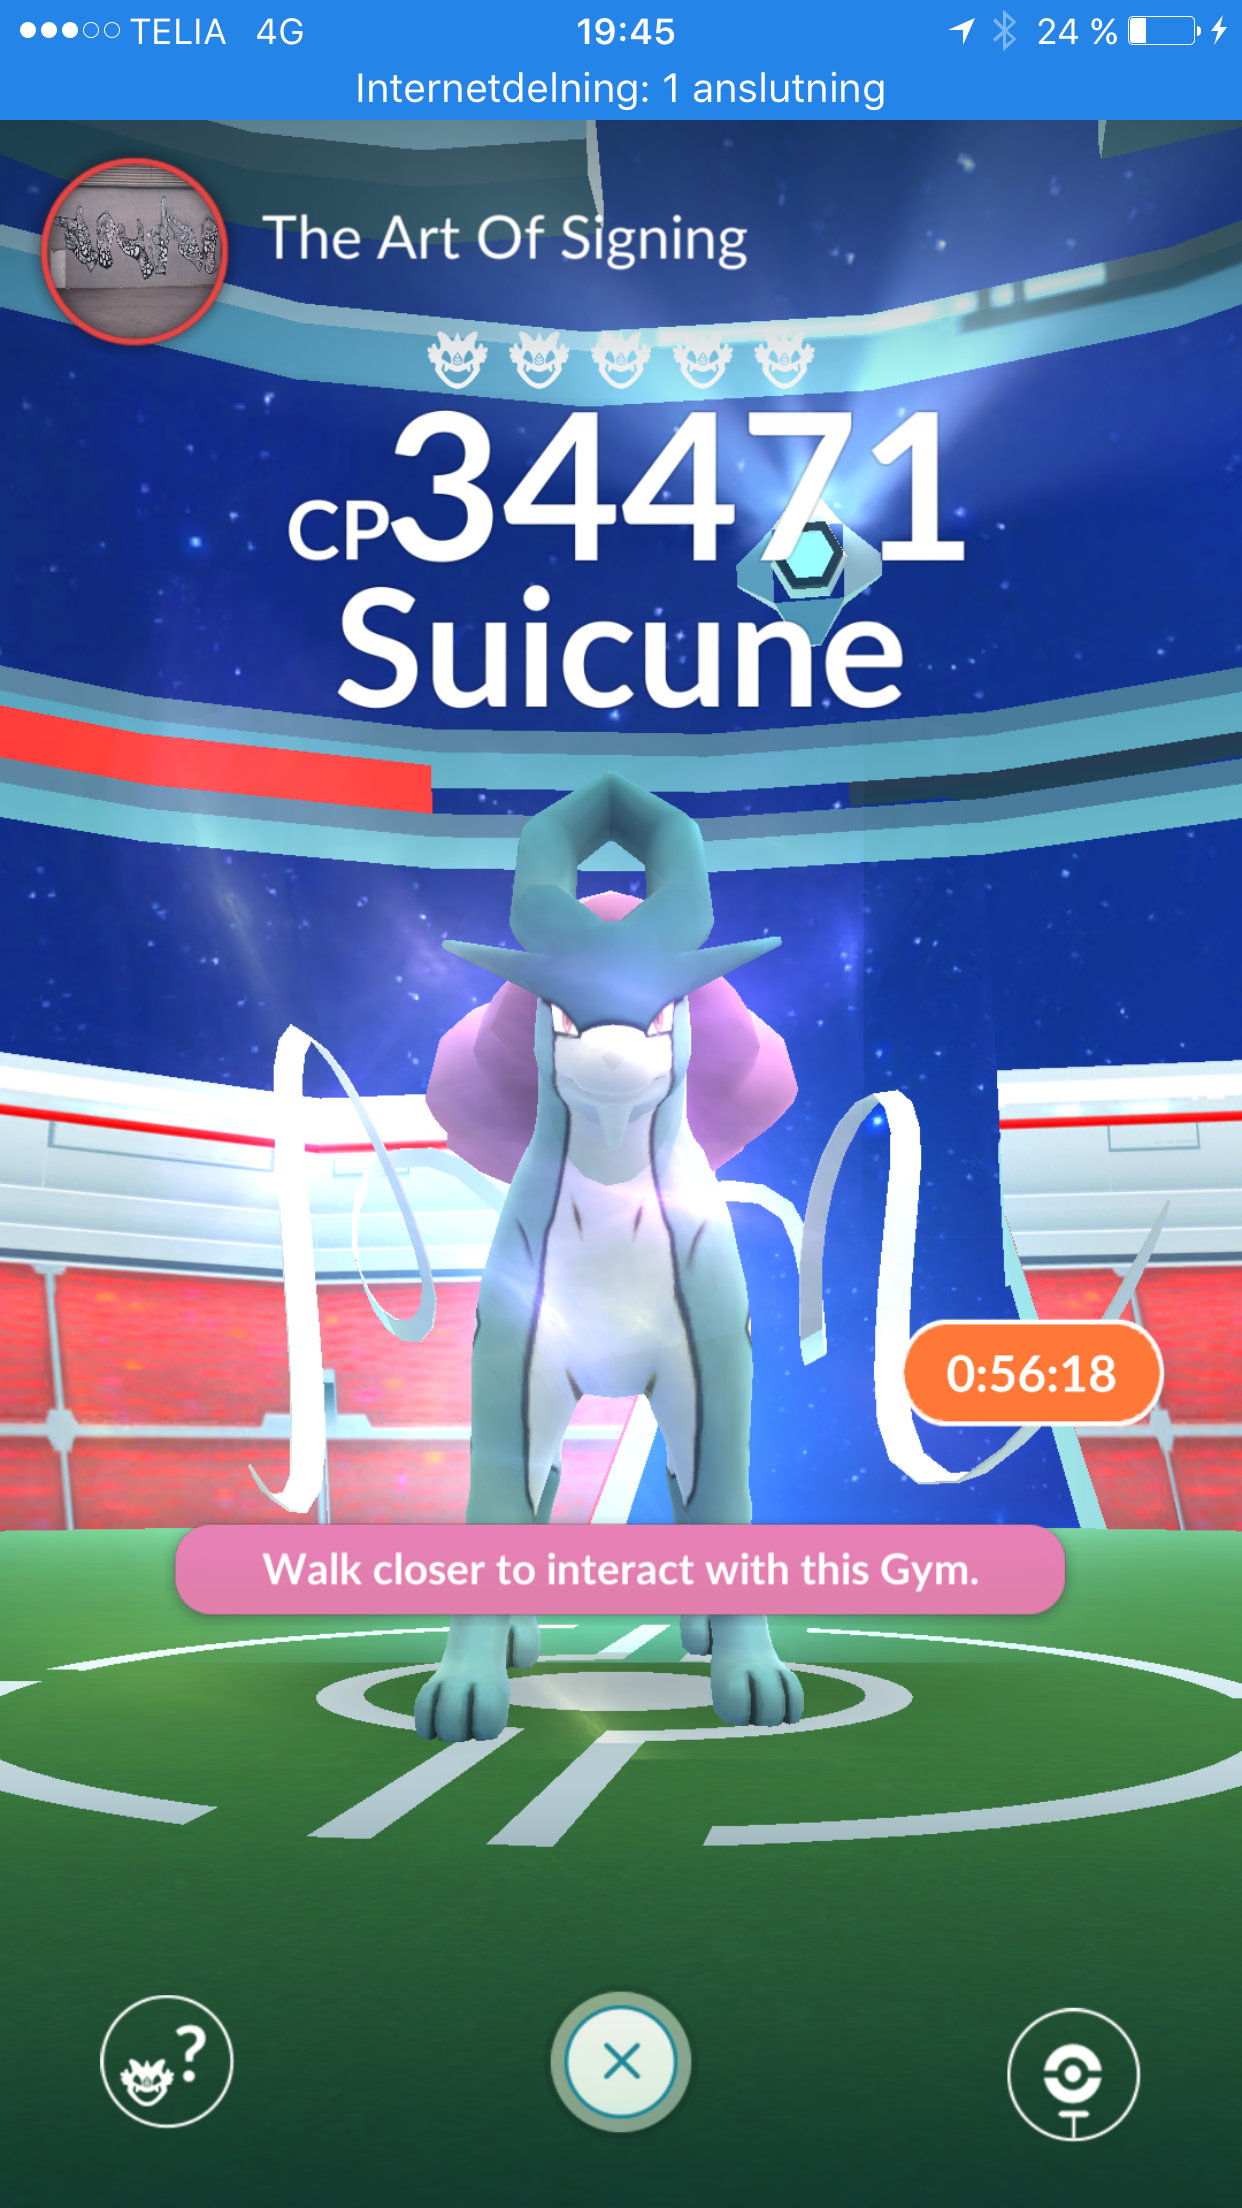 TELIA 4G 19:45 24 %
Internetdelning: 1 anslutning
The Art Of Signing
CP34471
Suicune
0:56:18
Walk closer to interact with this Gym.
?